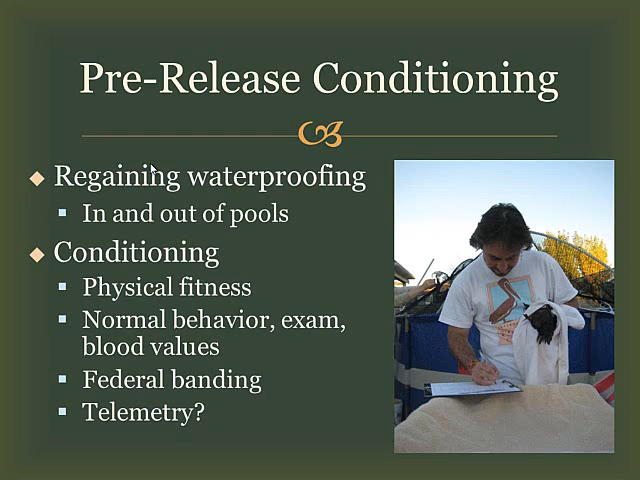 Pre-Release Conditioning
Regaining waterproofing
In and out of pools
Conditioning
Physical fitness
Normal behavior, exam,
blood values
Federal banding
Telemetry?